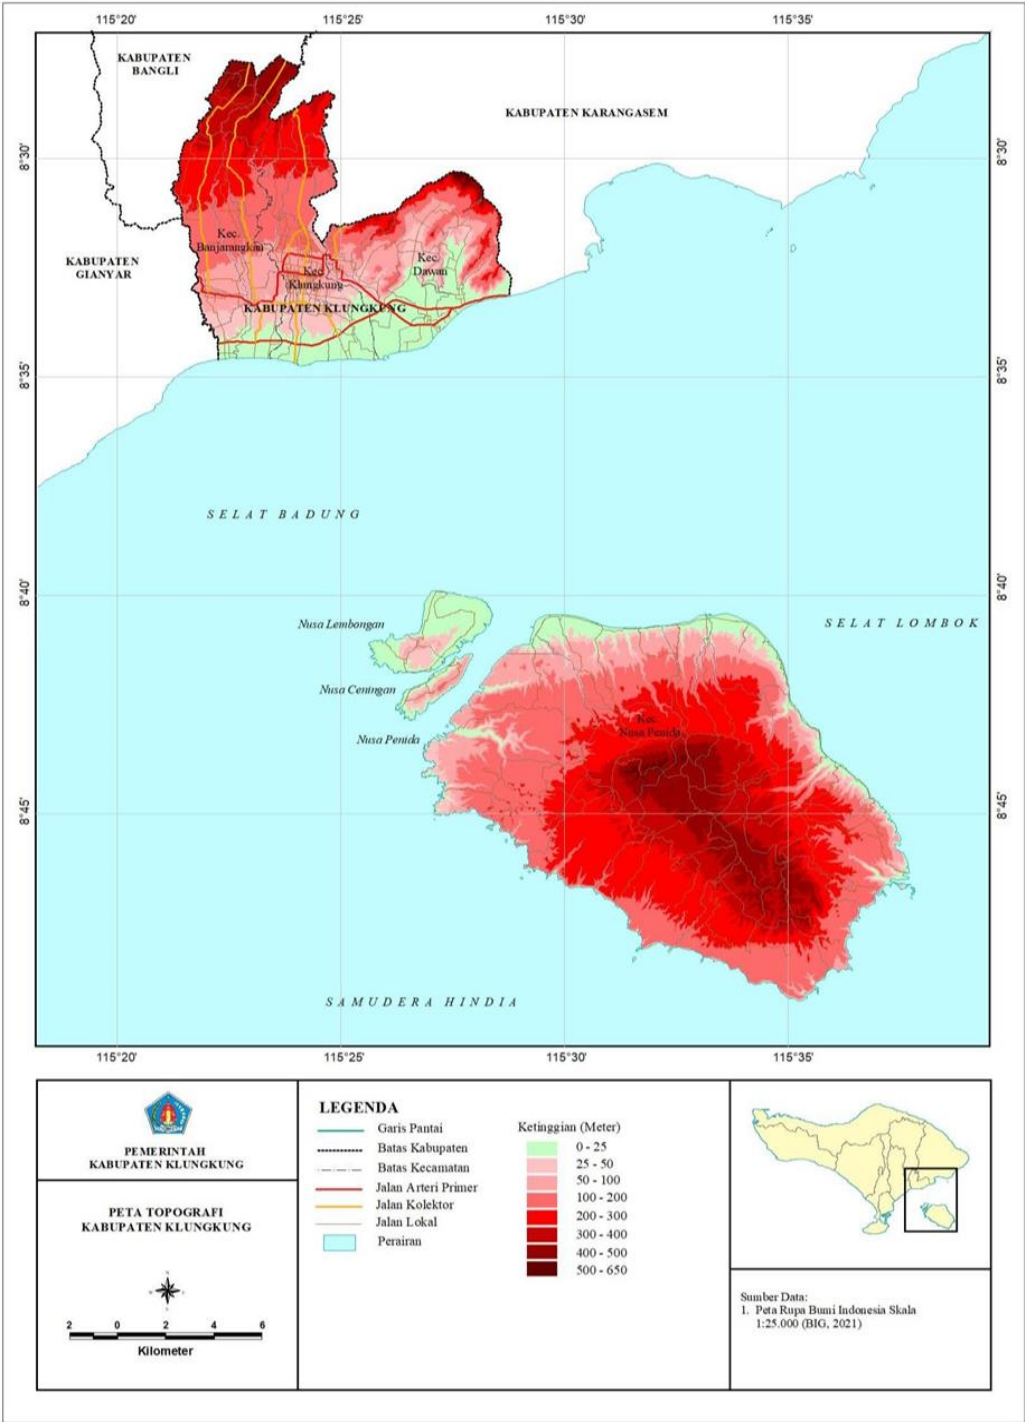 115°20'
115°25'
115°30'
115°35'
KABUPATEN
BANGLI
KABUPATEN KARANGASEM
8°30'
8°30'
Kec.
Banjarangkan
KABUPATEN
GIANYAR
Kec.
Dawan
Kec.
Klungkung
KABUPATEN KLUNGKUNG
8°35'
8°35'
SELAT BADUNG
8°40'
8°40'
Nusa Lembongan
SELAT LOMBOK
Nusa Ceningan
Kec.
Nusa Penida
Nusa Penida
8°45'
8°45'
SAMUDERA HINDIA
115°20'
115°25'
115°30'
115°35'
PEMERINTAH
KABUPATEN KLUNGKUNG
PETA TOPOGRAFI
KABUPATEN KLUNGKUNG
2 0 2 4 6
Kilometer
LEGENDA
Garis Pantai
Batas Kabupaten
Batas Kecamatan
Jalan Arteri Primer
Jalan Kolektor
Jalan Lokal
Perairan
Ketinggian (Meter)
0 - 25
25 - 50
50 - 100
100 - 200
200 - 300
300 - 400
400 - 500
500 - 650
Sumber Data:
1. Peta Rupa Bumi Indonesia Skala
1:25.000 (BIG, 2021)